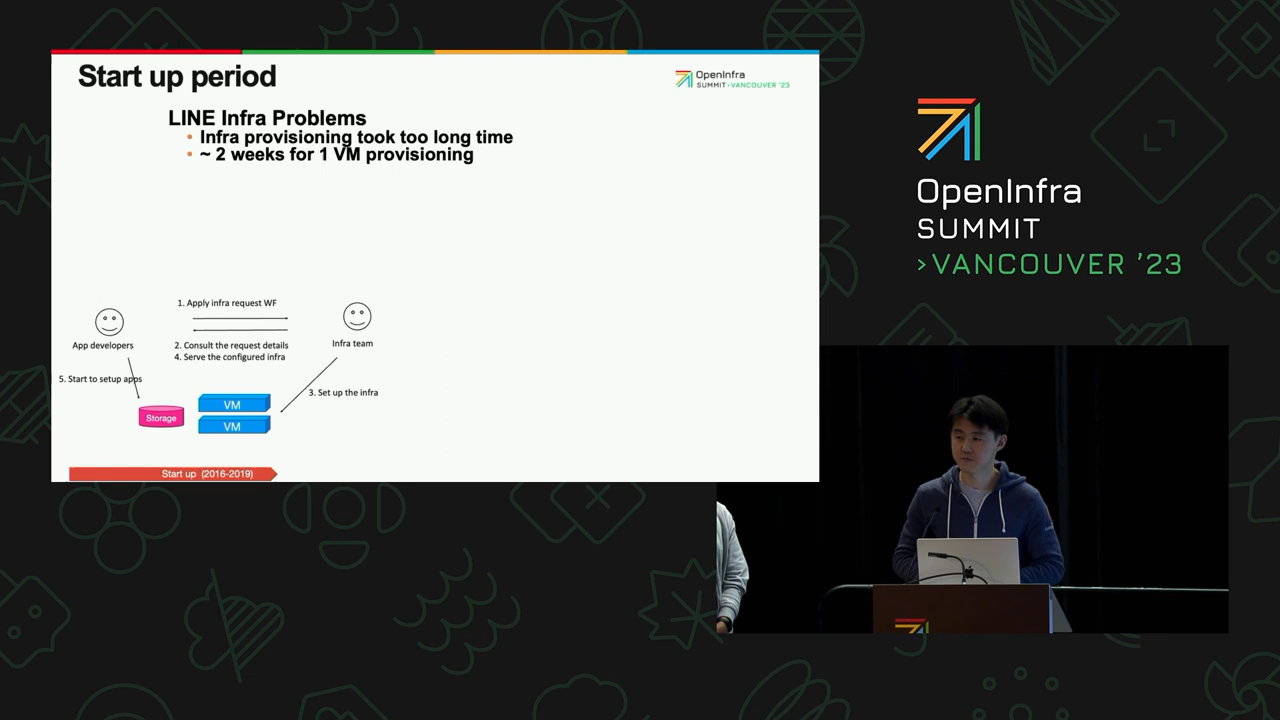 Start up period
OpenInfra
SUMMIT >VANCOUVER '23
LINE Infra Problems
• Infra provisioning took too long time
• ~ 2 weeks for 1 VM provisioning
1. Apply infra request WF
App developers
2. Consult the request details
4. Serve the configured infra
Infra team
5. Start to setup apps
3. Set up the infra
Storage
VM
VM
Start up (2016-2019)
OpenInfra
SUMMIT
>VANCOUVER '23